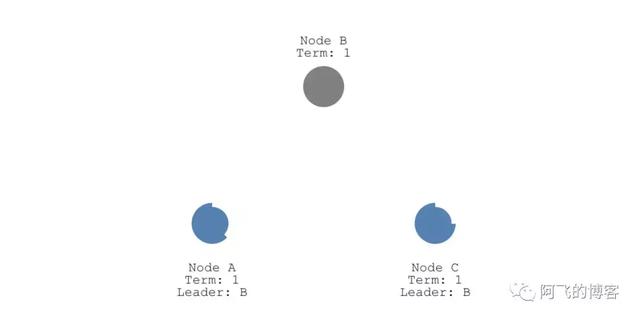 Node B
Term: 1
Node A
Term: 1
Leader: B
Node C
Term: 1
Leader: B
阿飞的博客